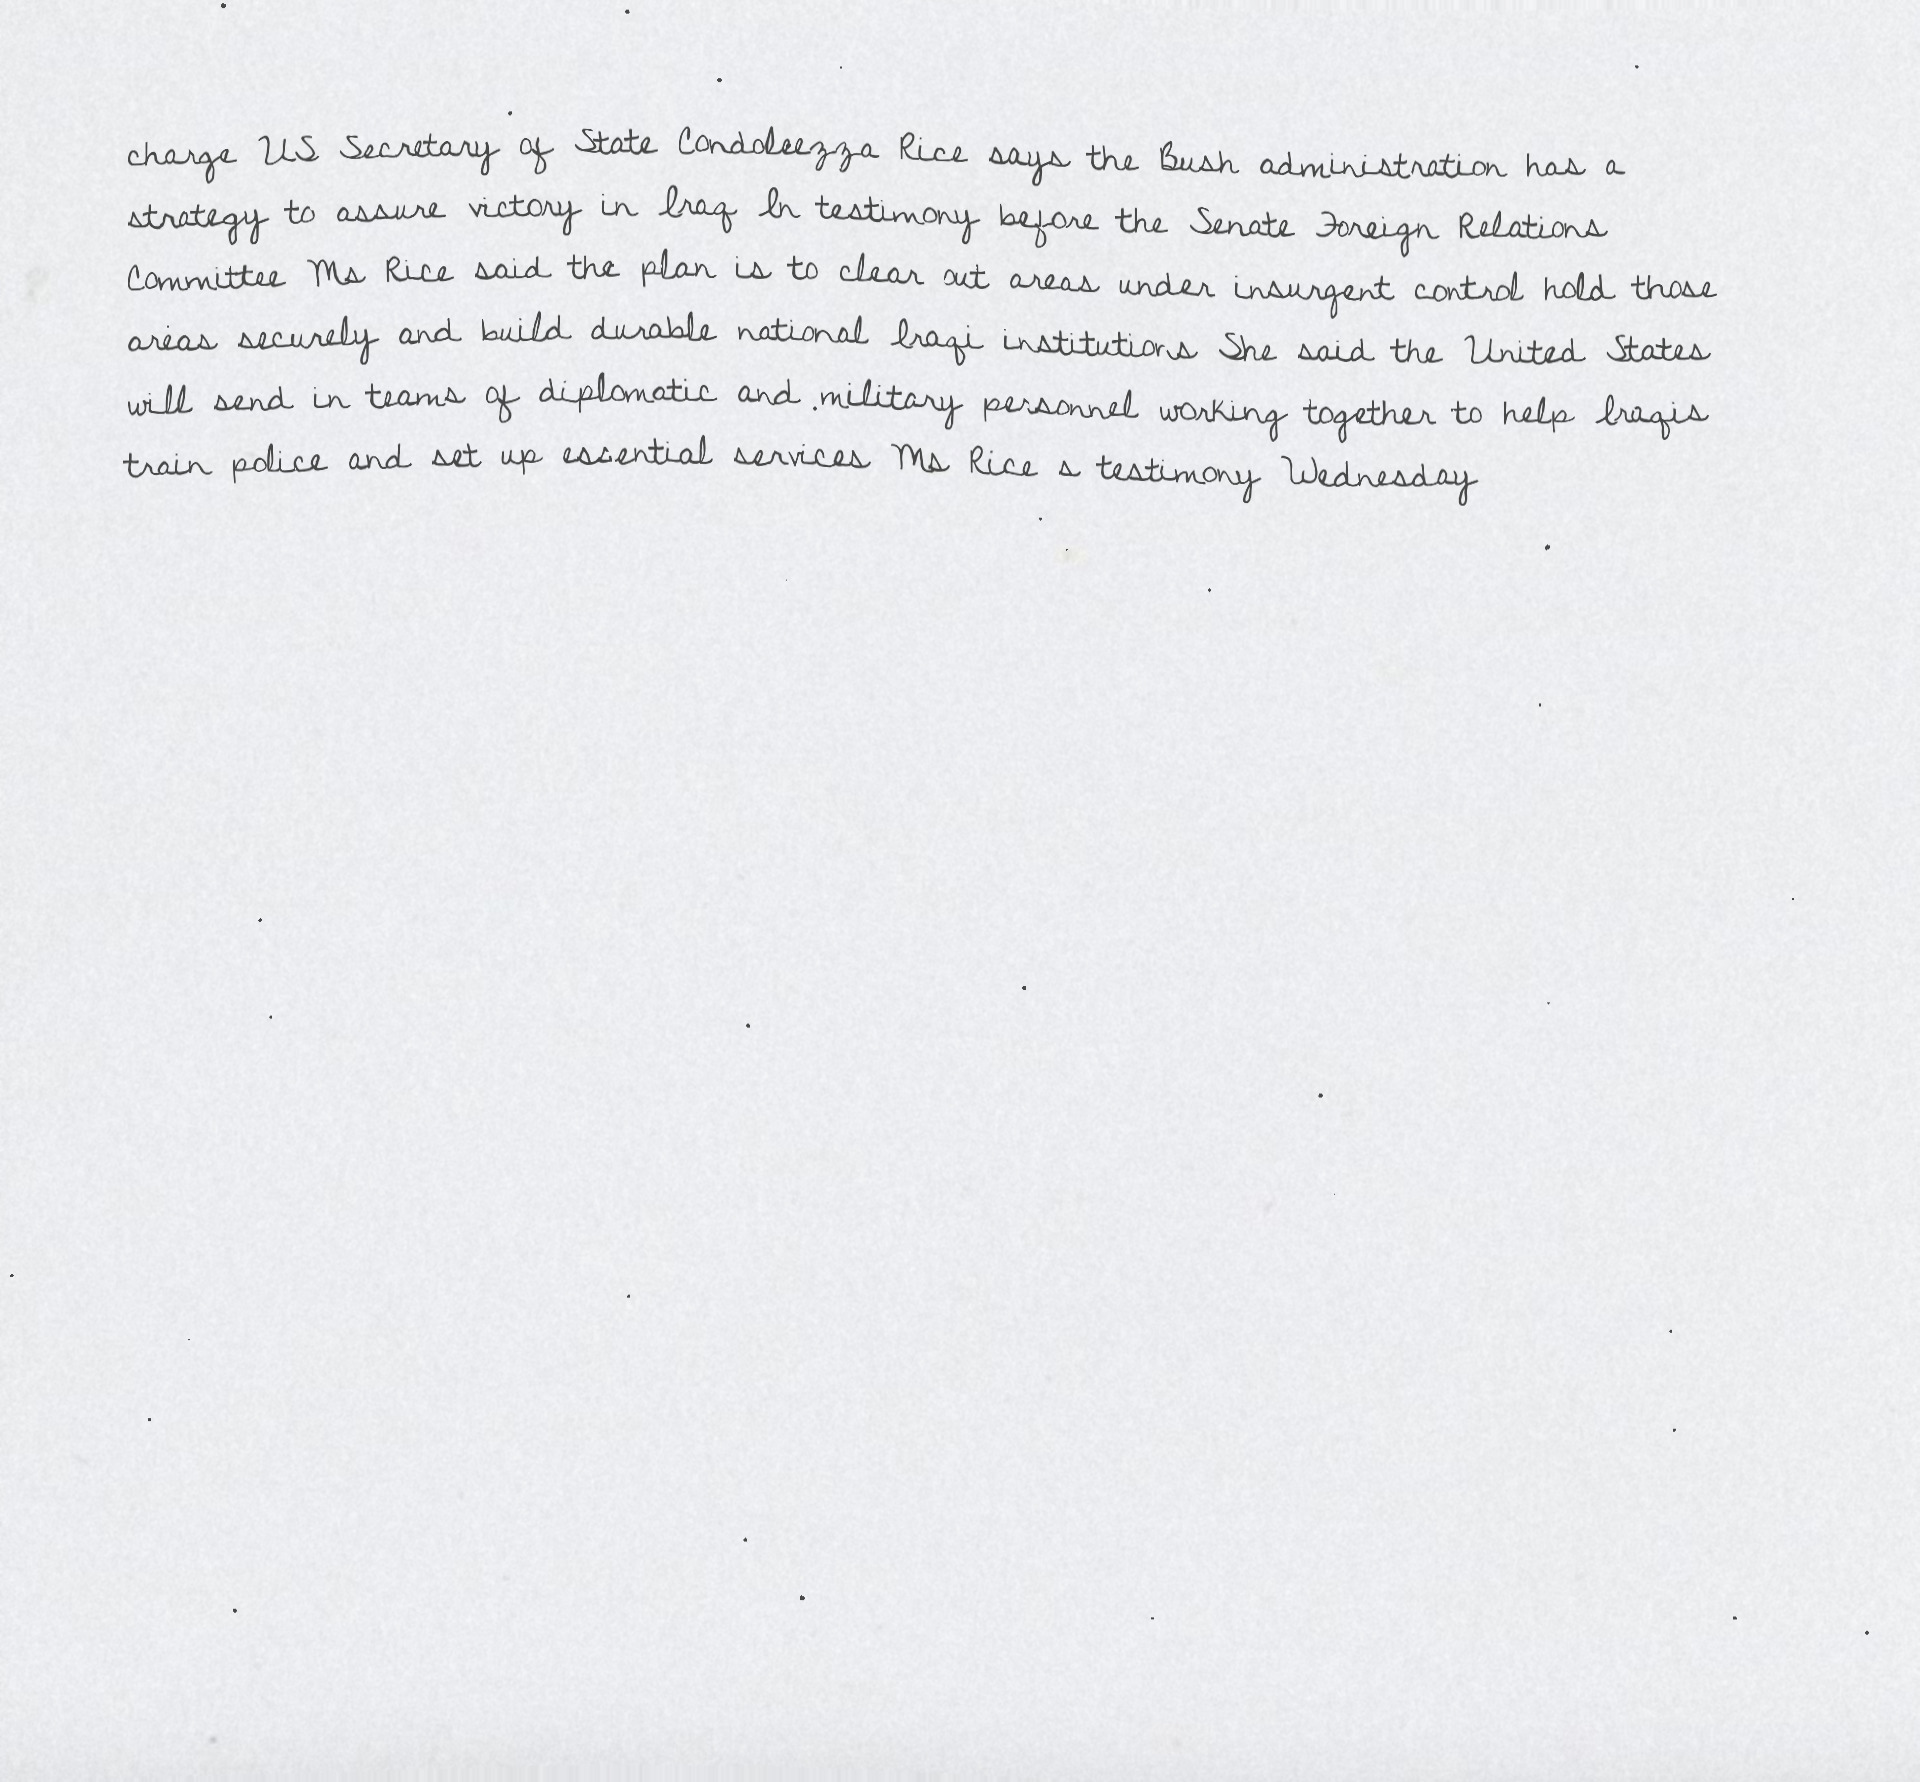 charge US Secretary of State Condoleezza Rice says the Bush administration has a
strategy to assure victory in Iraq In testimony before the Senate Foreign Relations
Committee Ms Rice said the plan is to clear out areas under insurgent control hold those
areas securely and build durable national Iraqi institutions She said the United States
will send in teams of diplomatic and military personnel working together to help Iraqis
train police and set up essential services Ms Rice s testimony Wednesday